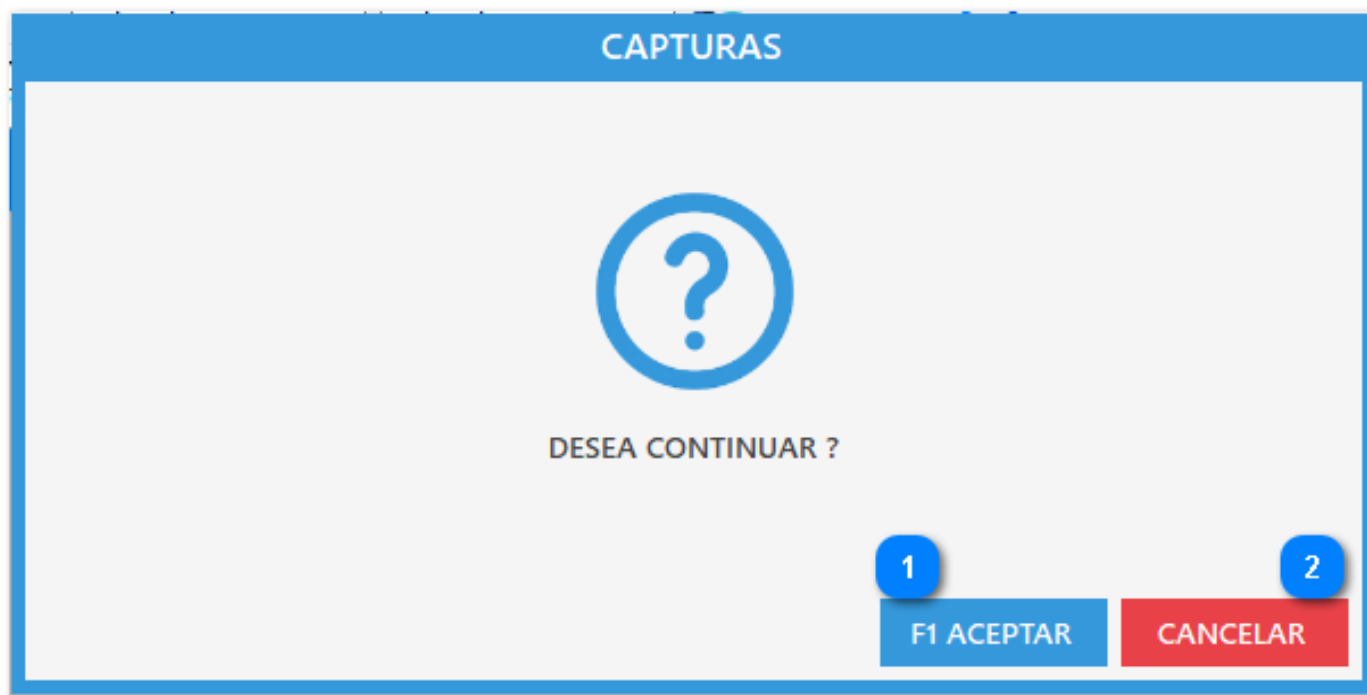 CAPTURAS
DESEA CONTINUAR ?
1
2
F1 ACEPTAR
CANCELAR